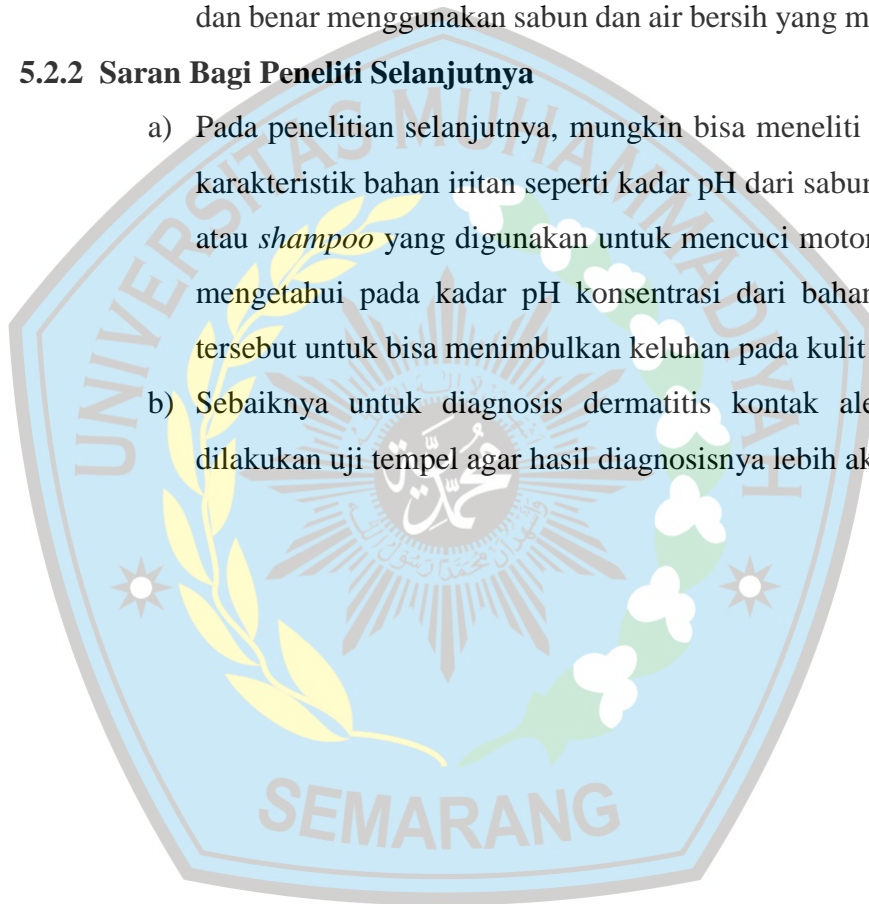 dan benar menggunakan sabun dan air bersih yang
5.2.2 Saran Bagi Peneliti Selanjutnya
a) Pada penelitian selanjutnya, mungkin bisa meneliti
karakteristik bahan iritan seperti kadar pH dari sabun
atau shampoo yang digunakan untuk mencuci motor
mengetahui pada kadar pH konsentrasi dari bahan
tersebut untuk bisa menimbulkan keluhan pada kulit
b) Sebaiknya untuk diagnosis dermatitis kontak
dilakukan uji tempel agar hasil diagnosisnya lebih
UNIVERSITAS MUHAMMADIYAH
SEMARANG